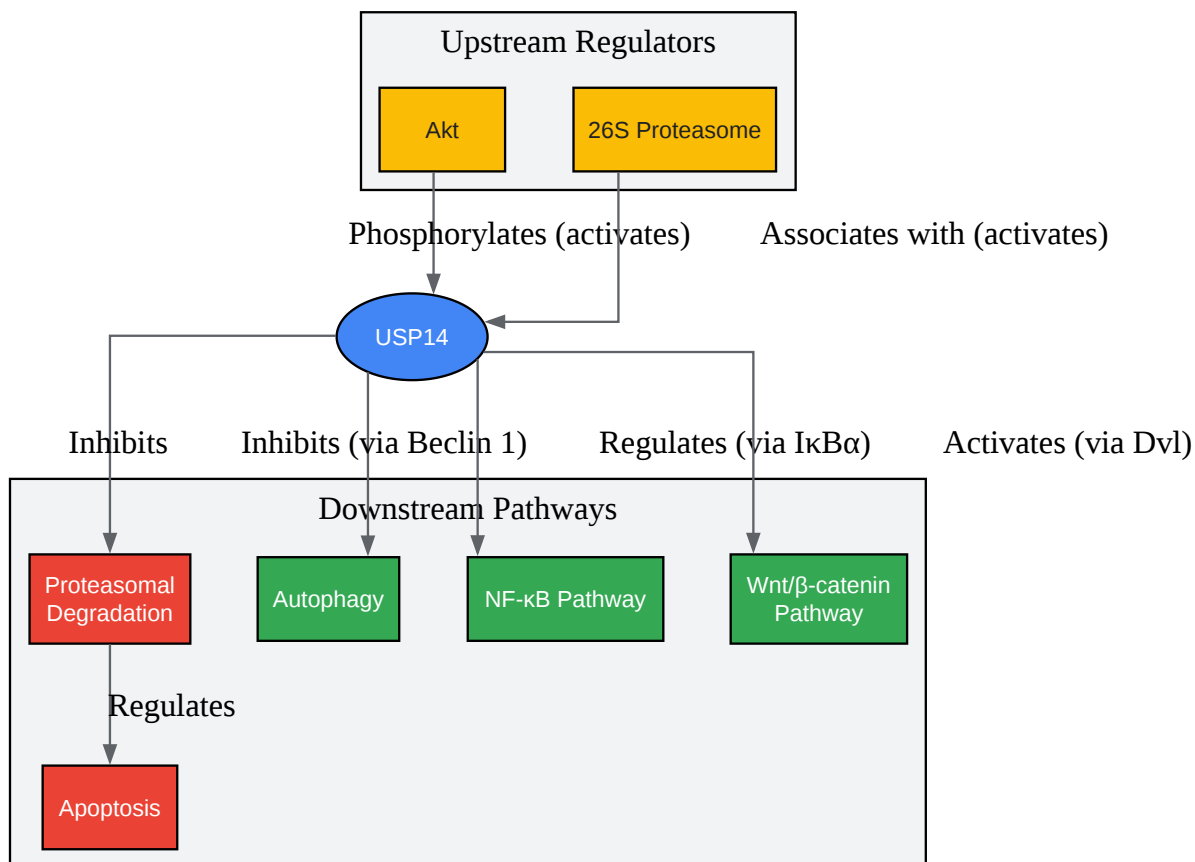 Upstream Regulators
Akt
26S Proteasome
Phosphorylates (activates)
Associates with (activates)
USP14
Inhibits
Inhibits (via Beclin 1)
Regulates (via IκBα)
Activates (via Dvl)
Downstream Pathways
Proteasomal
Degradation
Autophagy
NF-κB Pathway
Wnt/β-catenin
Pathway
Regulates
Apoptosis